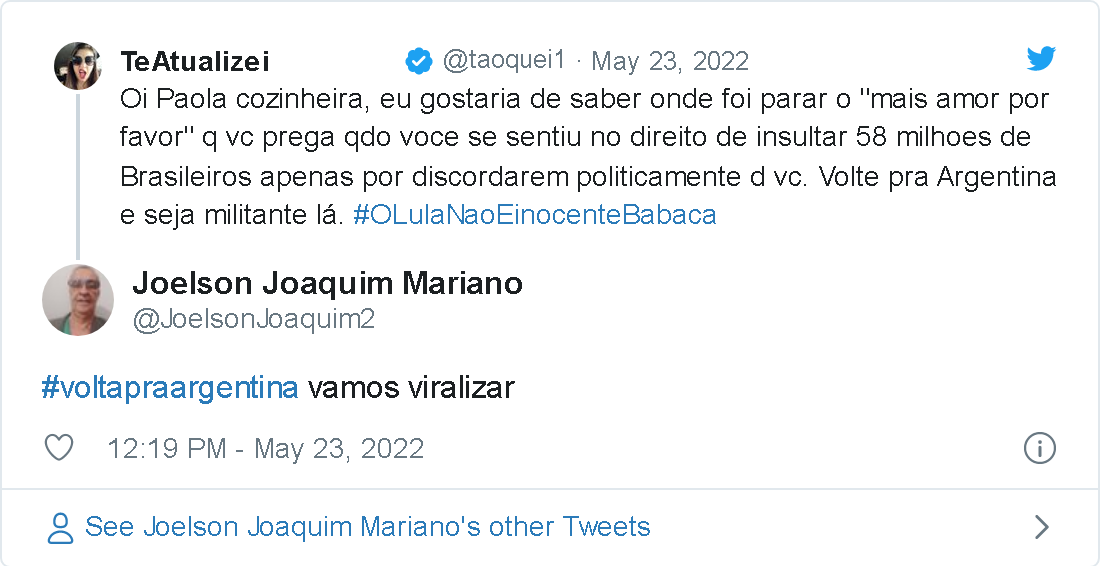 TeAtualizei @taoquei1 · May 23, 2022
Oi Paola cozinheira, eu gostaria de saber onde foi parar o "mais amor por
favor" q vc prega qdo voce se sentiu no direito de insultar 58 milhoes de
Brasileiros apenas por discordarem politicamente d vc. Volte pra Argentina
e seja militante lá. #OLulaNaoEinocenteBabaca
Joelson Joaquim Mariano
@JoelsonJoaquim2
#voltapraargentina vamos viralizar
12:19 PM - May 23, 2022
See Joelson Joaquim Mariano's other Tweets